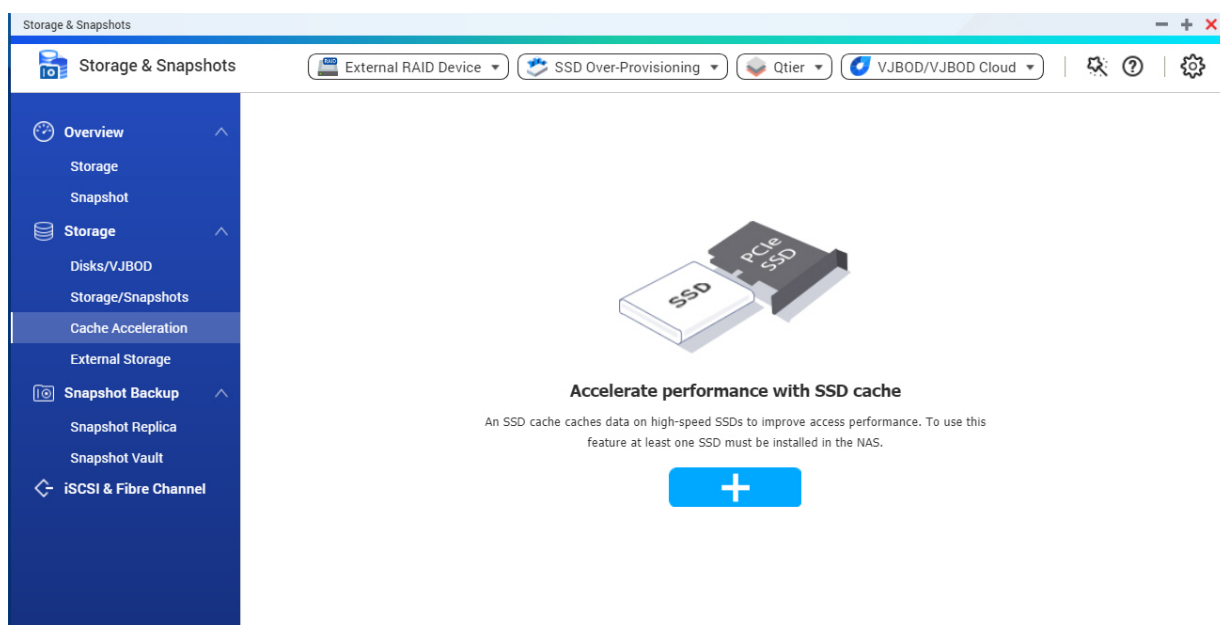 Storage & Snapshots
Storage & Snapshots
External RAID Device
SSD Over-Provisioning
Qtier
VJBOD/VJBOD Cloud
Overview
Storage
Snapshot
Storage
Disks/VJBOD
Storage/Snapshots
Cache Acceleration
External Storage
Snapshot Backup
Snapshot Replica
Snapshot Vault
iSCSI & Fibre Channel
PCIe
SSD
SSD
Accelerate performance with SSD cache
An SSD cache caches data on high-speed SSDs to improve access performance. To use this
feature at least one SSD must be installed in the NAS.